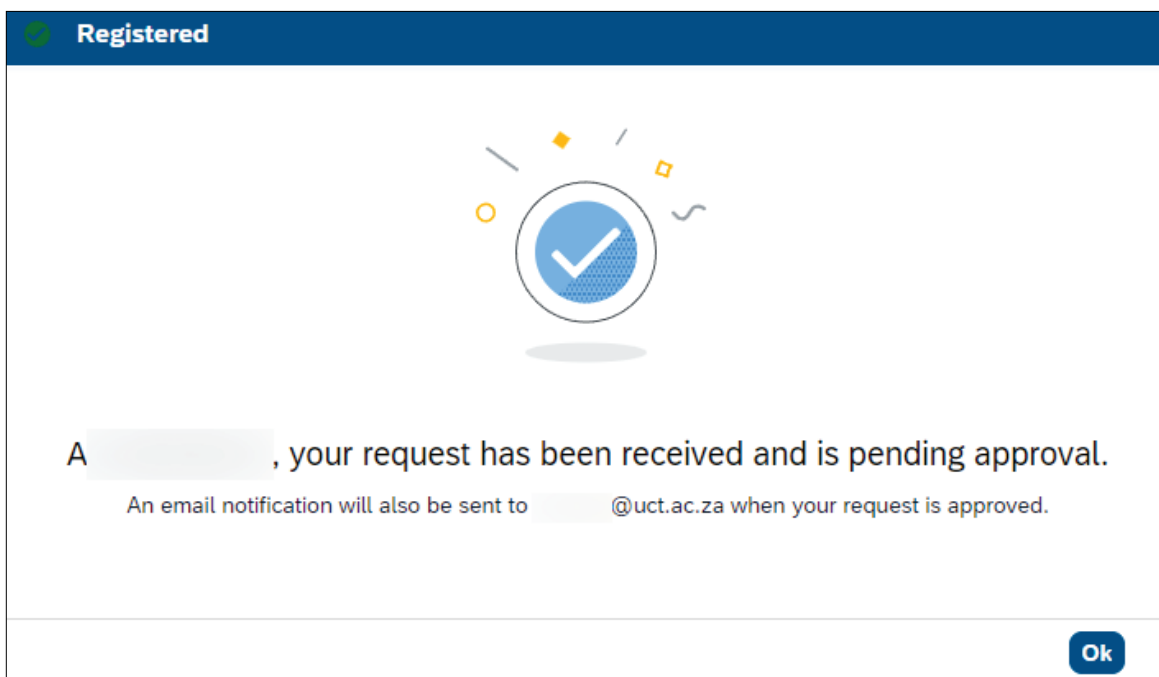 Registered
A , your request has been received and is pending approval.
An email notification will also be sent to @uct.ac.za when your request is approved.
Ok